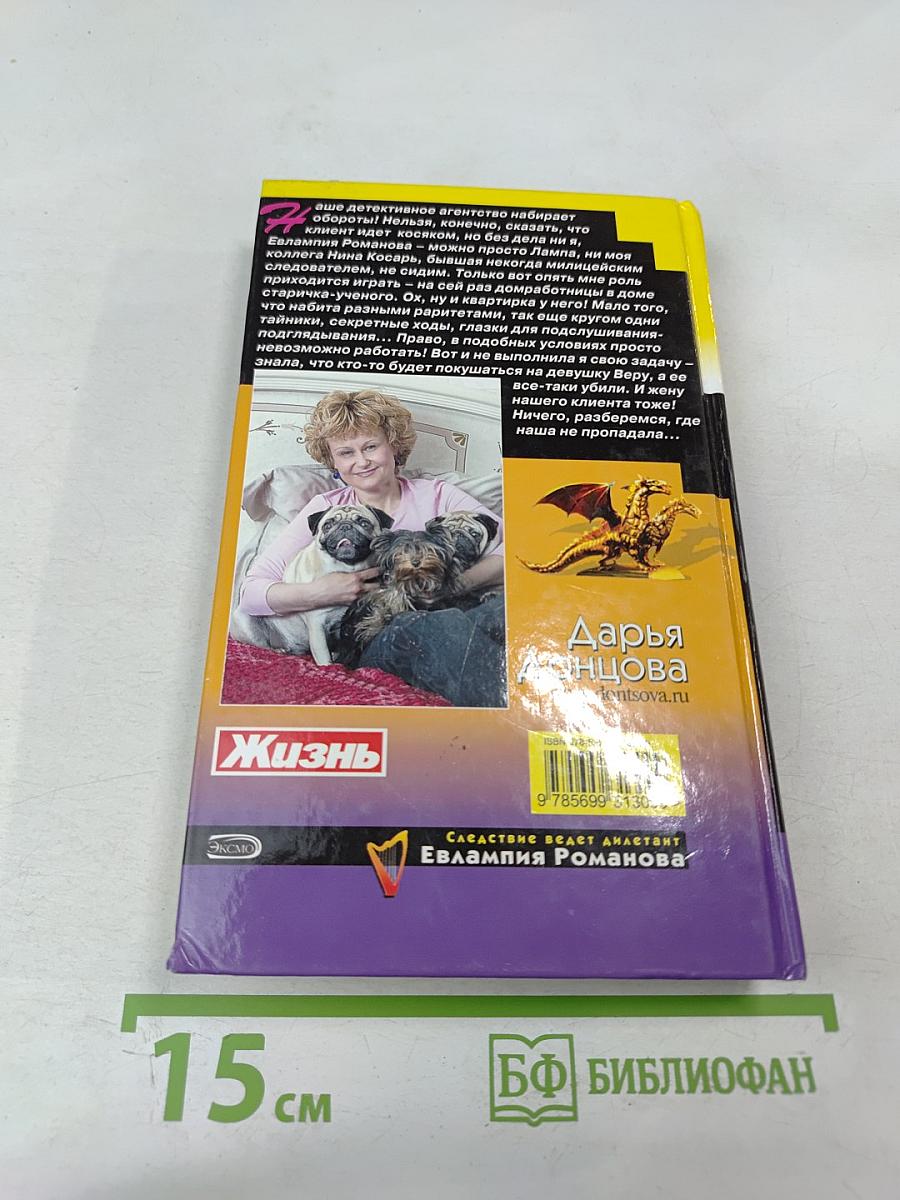 Наше детективное агентство набирает
обороты! Нельзя, конечно, сказать, что
клиент идет косяком, но без дела ни я,
Евлампия Романова – можно просто Лампа, ни моя
коллега Нина Косарь, бывшая некогда милицейским
следователем, не сидим. Только вот опять мне роль
приходится играть – на сей раз домработницы в доме
старичка-ученого. Ох, ну и квартирка у него! Мало того,
что набита разными раритетами, так еще кругом одни
тайники, секретные ходы, глазки для подслушивания-
подглядывания... Право, в подобных условиях просто
невозможно работать! Вот и не выполнила я свою задачу –
знала, что кто-то будет покушаться на девушку Веру, а ее
все-таки убили. И жену
нашего клиента тоже!
Ничего, разберемся, где
наша не пропадала...
Дарья
Донцова
dontsova.ru
Жизнь
ISBN
9 785699
ЭКСМО
Следствие ведет дилетант
Евлампия Романова
15 см
БФ БИБЛИОФАН